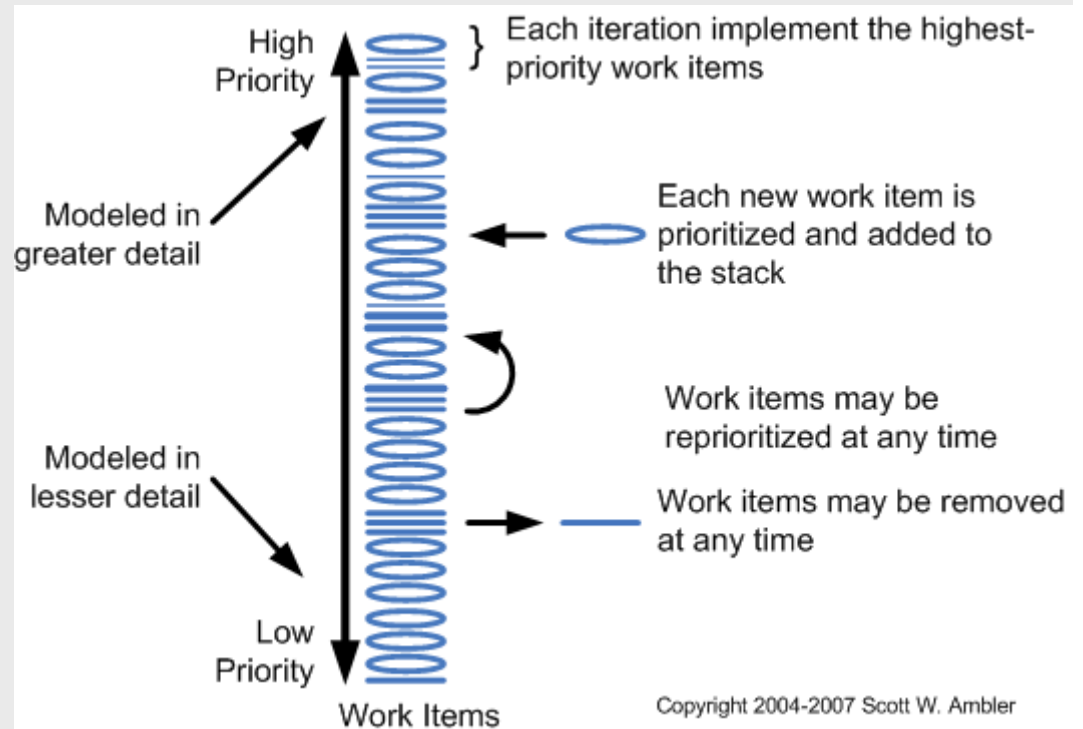 High
Priority
Each iteration implement the highest-
priority work items
Modeled in
greater detail
Each new work item is
prioritized and added to
the stack
Work items may be
reprioritized at any time
Modeled in
lesser detail
Work items may be removed
at any time
Low
Priority
Work Items
Copyright 2004-2007 Scott W. Ambler